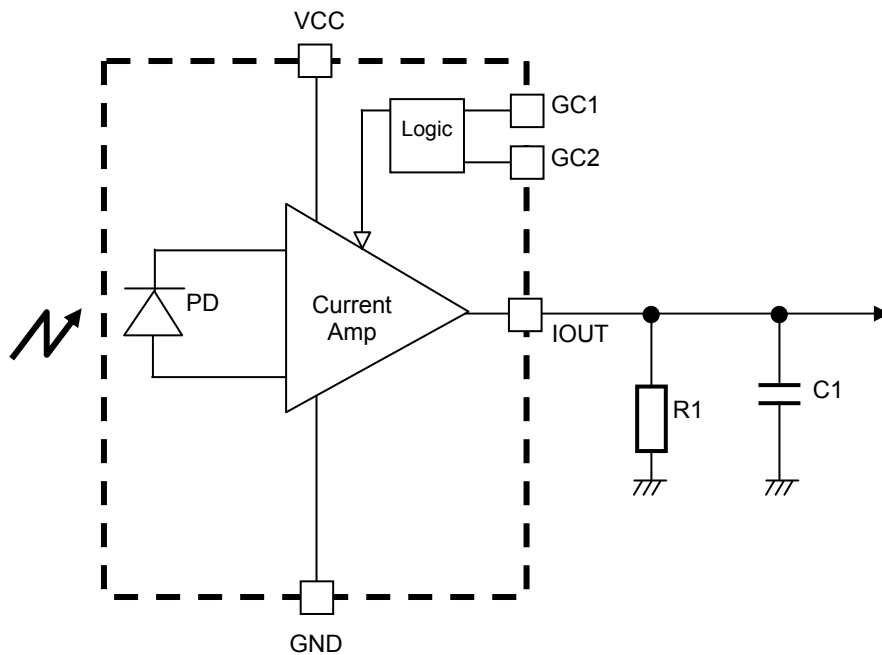 VCC
GC1
Logic
GC2
PD
Current
Amp
IOUT
R1
C1
GND